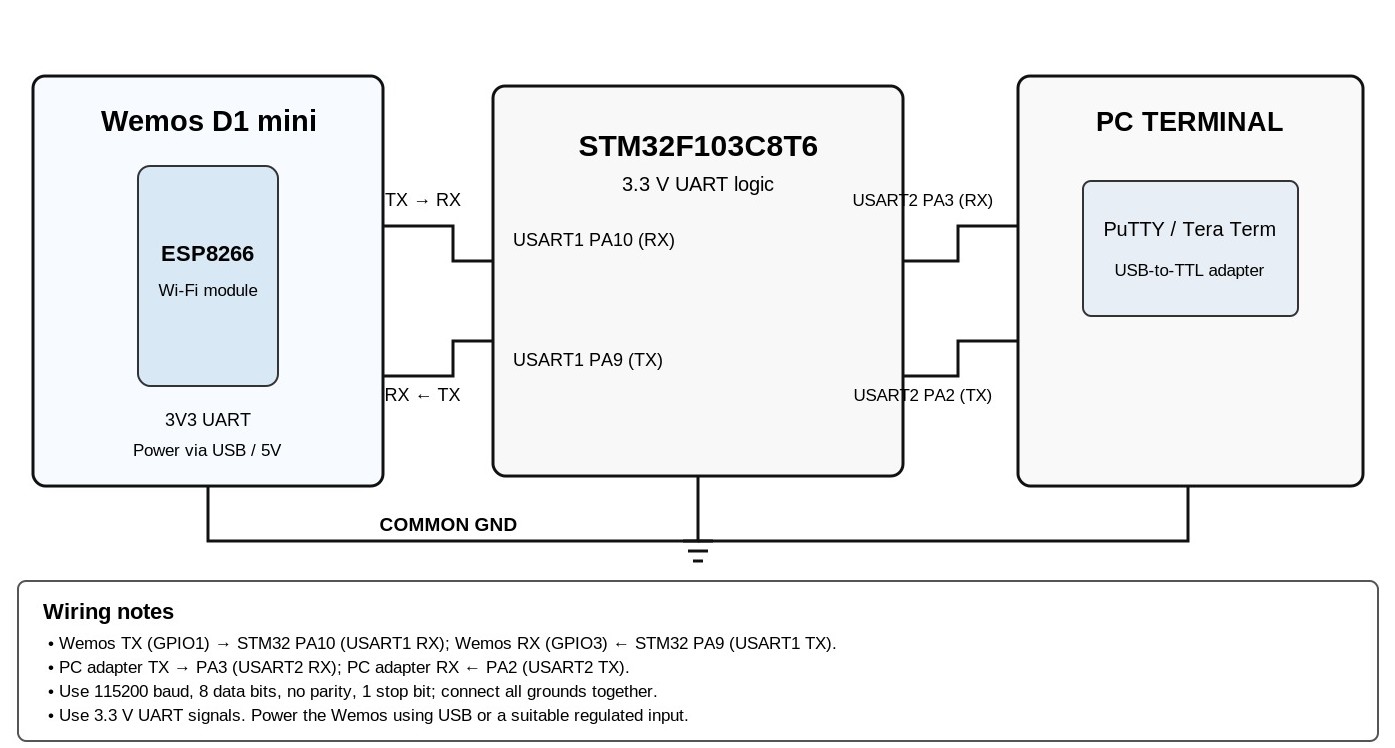 Wemos D1 mini
ESP8266
Wi-Fi module
3V3 UART
Power via USB / 5V
TX → RX
RX ← TX
STM32F103C8T6
3.3 V UART logic
USART1 PA10 (RX)
USART1 PA9 (TX)
USART2 PA3 (RX)
USART2 PA2 (TX)
PC TERMINAL
PuTTY / Tera Term
USB-to-TTL adapter
COMMON GND
Wiring notes
• Wemos TX (GPIO1) → STM32 PA10 (USART1 RX); Wemos RX (GPIO3) ← STM32 PA9 (USART1 TX).
• PC adapter TX → PA3 (USART2 RX); PC adapter RX ← PA2 (USART2 TX).
• Use 115200 baud, 8 data bits, no parity, 1 stop bit; connect all grounds together.
• Use 3.3 V UART signals. Power the Wemos using USB or a suitable regulated input.